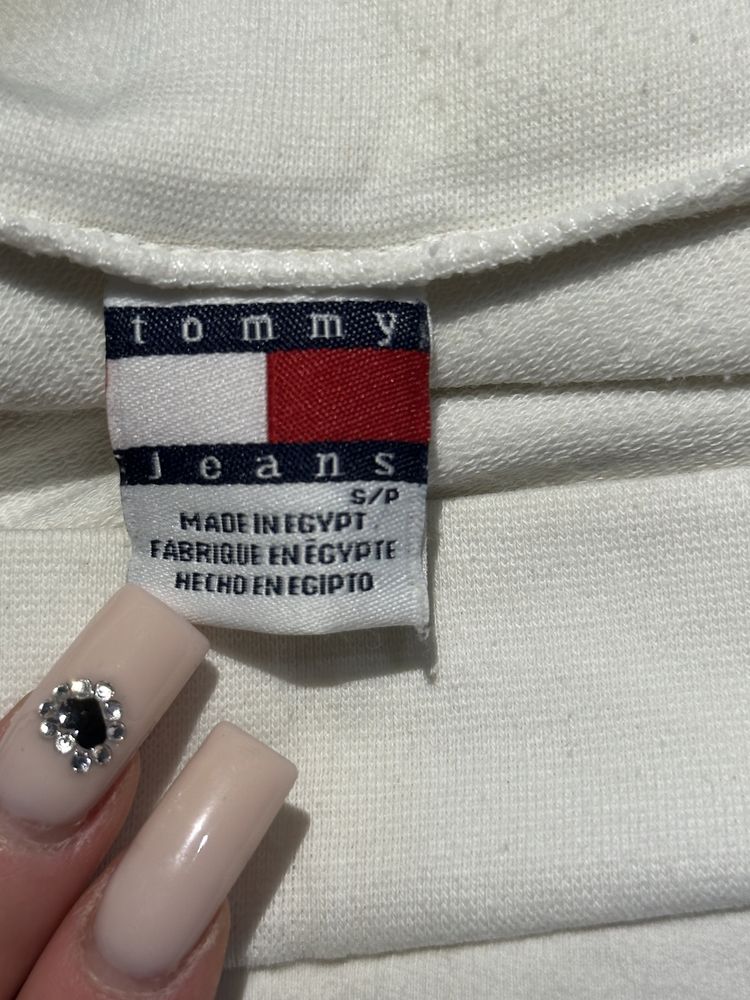 tommy
jeans
S/P
MADE IN EGYPT
FABRIQUE EN ÉGYPTE
HECHO EN EGIPTO